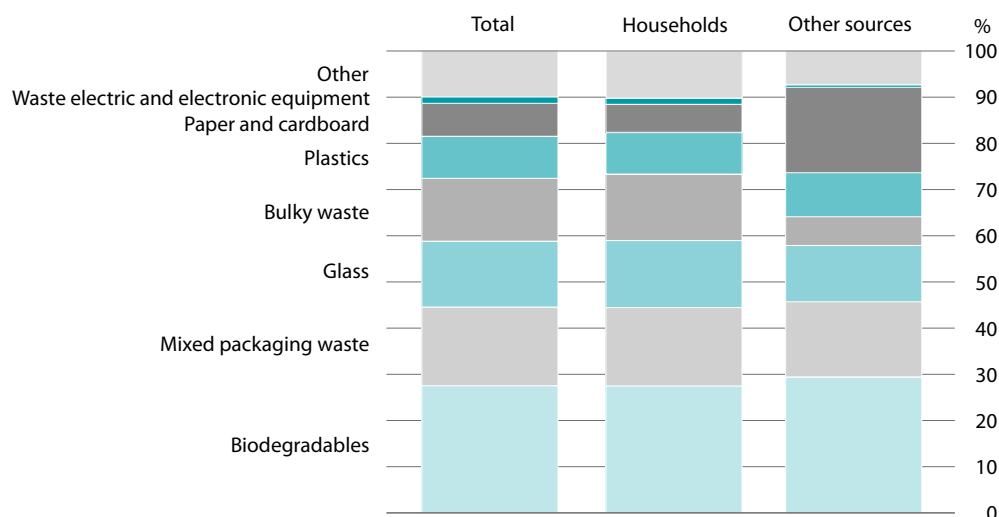 Total Households Other sources %
100
Other
Waste electric and electronic equipment 90
Paper and cardboard
80
Plastics
70
Bulky waste
60
Glass
50
40
Mixed packaging waste
30
20
Biodegradables
10
0